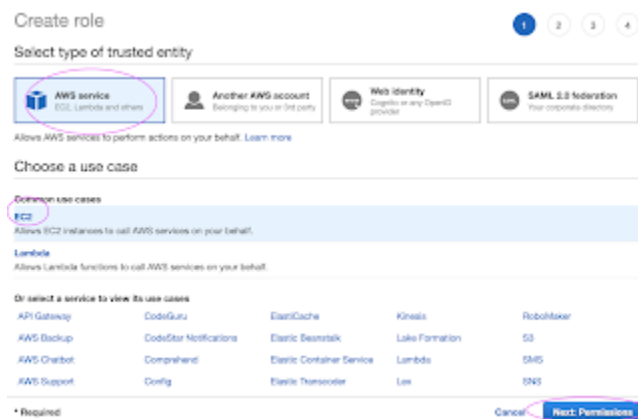 Create role
1 2 3 4
Select type of trusted entity
AWS service
EC2, Lambda and others
Another AWS account
Belonging to you or 3rd party
Web identity
Cognito or any OpenID
provider
SAML 2.0 federation
Your corporate directory
Allows AWS services to perform actions on your behalf. Learn more
Choose a use case
Common use cases
EC2
Allows EC2 instances to call AWS services on your behalf.
Lambda
Allows Lambda functions to call AWS services on your behalf.
Or select a service to view its use cases
API Gateway CodeGuru ElastiCache Kinesis RoboMaker
AWS Backup CodeStar Notifications Elastic Beanstalk Lake Formation S3
AWS Chatbot Comprehend Elastic Container Service Lambda SMS
AWS Support Config Elastic Transcoder Lex SNS
* Required
Cancel Next: Permissions